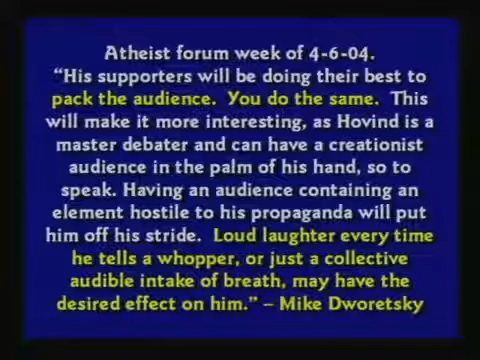 Atheist forum week of 4-6-04.
“His supporters will be doing their best to
pack the audience.  You do the same.  This
will make it more interesting, as Hovind is a
master debater and can have a creationist
audience in the palm of his hand, so to
speak. Having an audience containing an
element hostile to his propaganda will put
him off his stride.  Loud laughter every time
he tells a whopper, or just a collective
audible intake of breath, may have the
desired effect on him.” – Mike Dworetsky